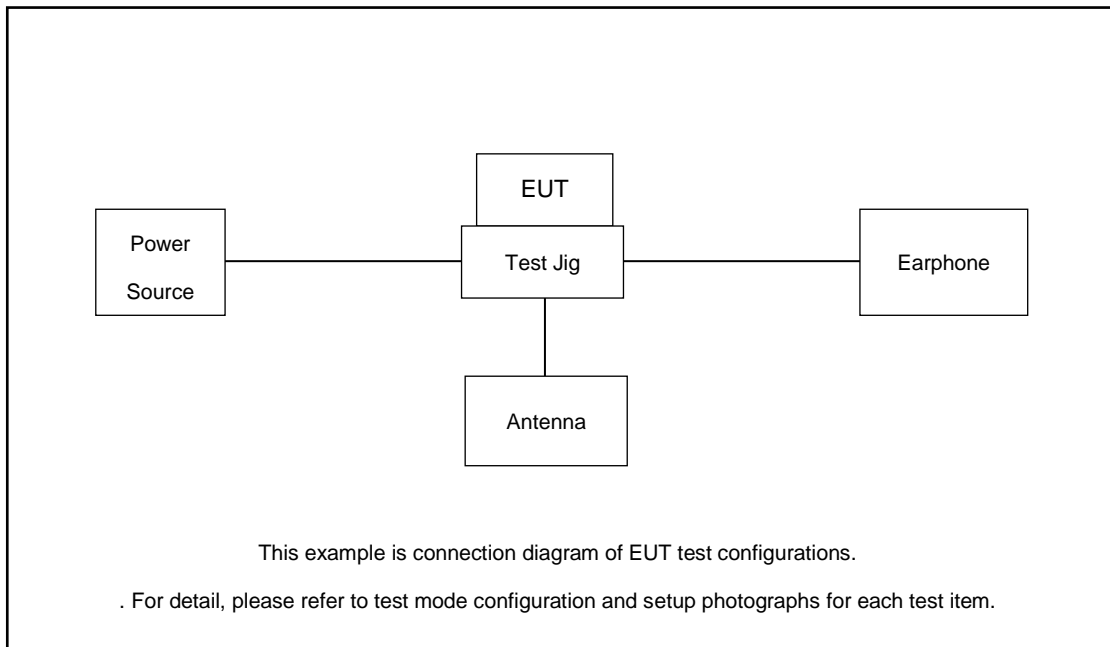 EUT
Power
Source
Test Jig
Earphone
Antenna
This example is connection diagram of EUT test configurations.
. For detail, please refer to test mode configuration and setup photographs for each test item.